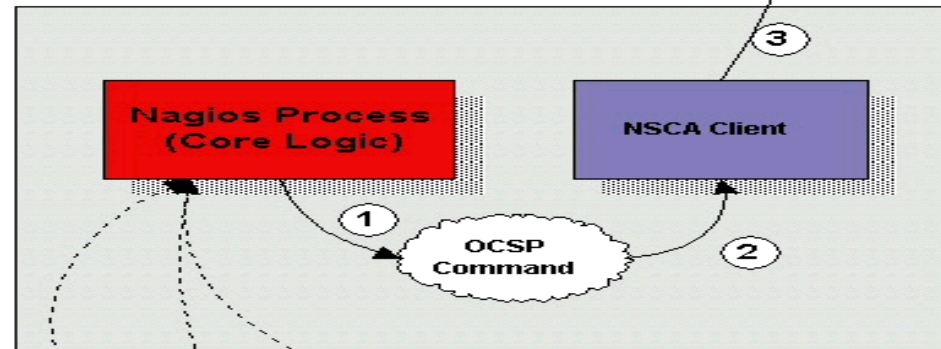 3
Nagios Process
(Core Logic)
NSCA Client
1
OCSP
Command
2